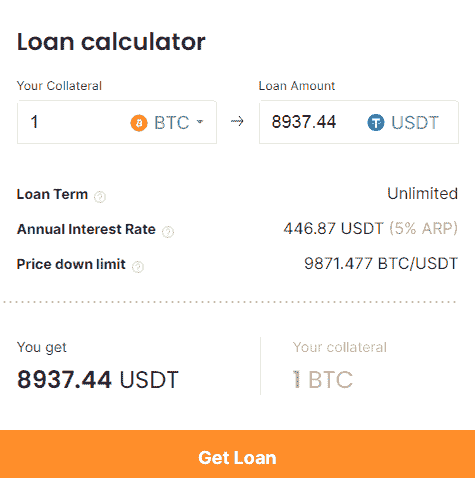 Loan calculator
Your Collateral Loan Amount
1 BTC → 8937.44 USDT
Loan Term ? Unlimited
Annual Interest Rate ? 446.87 USDT (5% ARP)
Price down limit ? 9871.477 BTC/USDT
You get Your collateral
8937.44 USDT 1 BTC
Get Loan